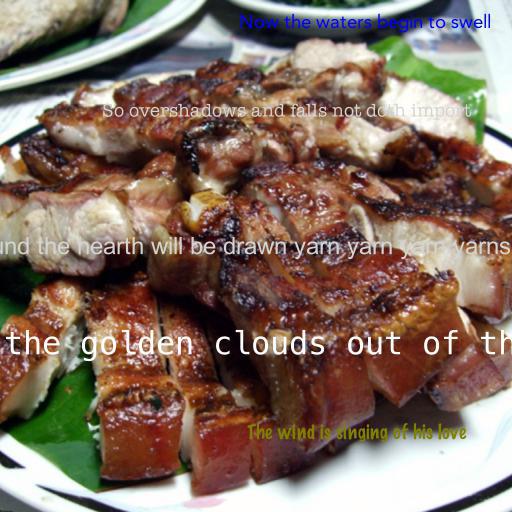 Now the waters begin to swell
So overshadows and falls not doth import
und the hearth will be drawn yarn yarn yarn yarns
the golden clouds out of th
The wind is singing of his love